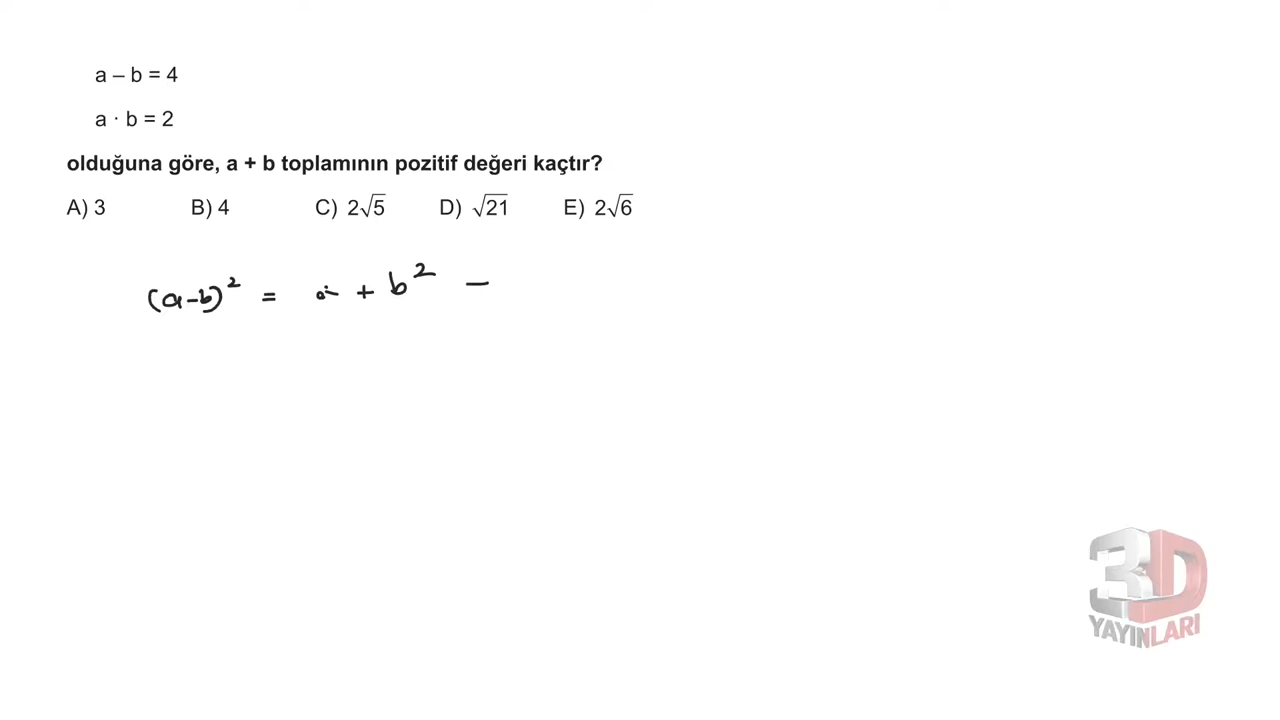 a – b = 4
a · b = 2
olduğuna göre, a + b toplamının pozitif değeri kaçtır?
A) 3 B) 4 C) 2√5 D) √21 E) 2√6
(a-b)² = a² + b² –
3D
YAYINLARI